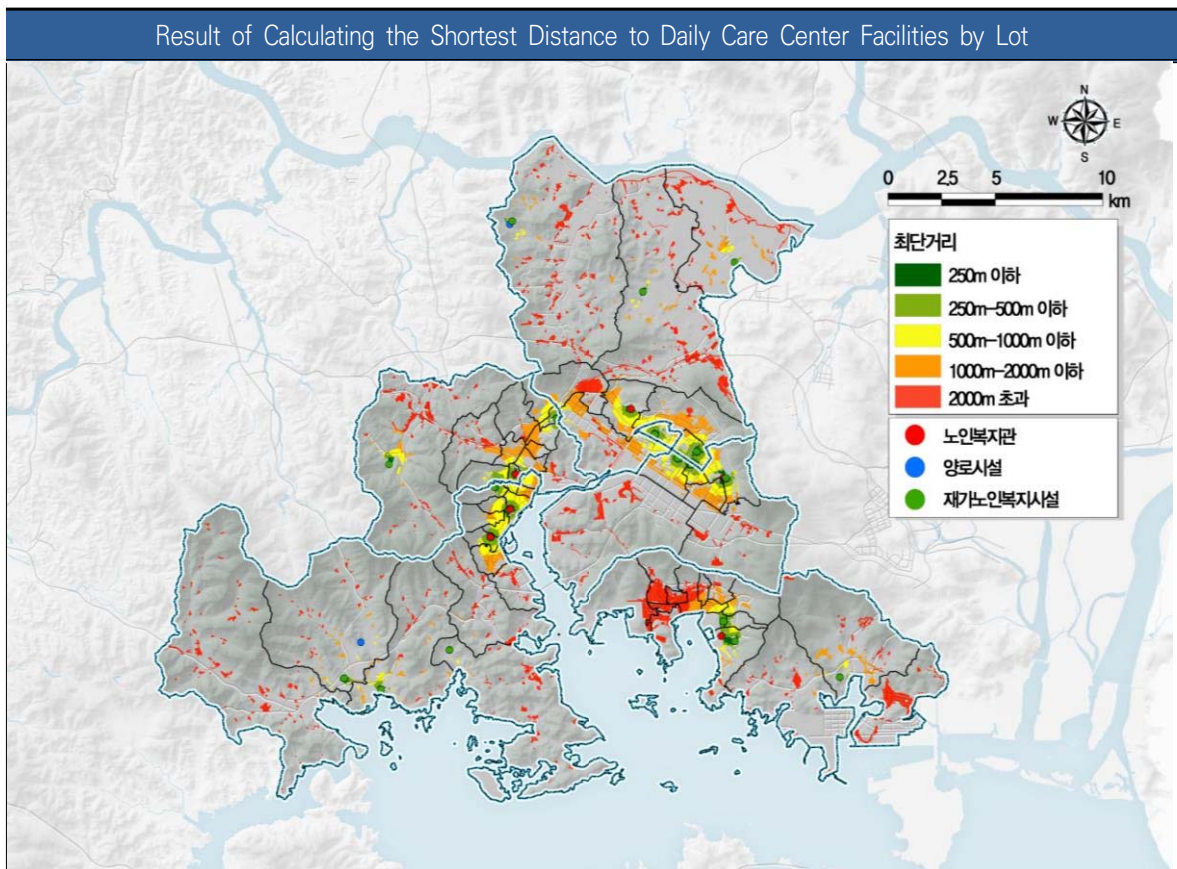 Result of Calculating the Shortest Distance to Daily Care Center Facilities by Lot
N
W E
S
0 2.5 5 10
km
최단거리
250m 이하
250m-500m 이하
500m-1000m 이하
1000m-2000m 이하
2000m 초과
노인복지관
양로시설
재가노인복지시설